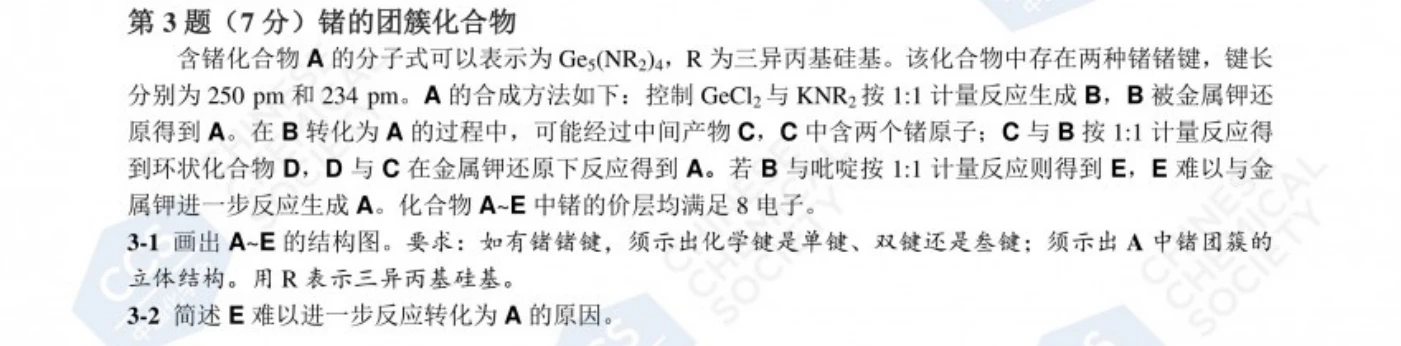 第 3 题（7 分）锗的团簇化合物
含锗化合物 A 的分子式可以表示为 Ge₅(NR₂)₄，R 为三异丙基硅基。该化合物中存在两种锗锗键，键长
分别为 250 pm 和 234 pm。A 的合成方法如下：控制 GeCl₂ 与 KNR₂ 按 1:1 计量反应生成 B，B 被金属钾还
原得到 A。在 B 转化为 A 的过程中，可能经过中间产物 C，C 中含两个锗原子；C 与 B 按 1:1 计量反应得
到环状化合物 D，D 与 C 在金属钾还原下反应得到 A。若 B 与吡啶按 1:1 计量反应则得到 E，E 难以与金
属钾进一步反应生成 A。化合物 A~E 中锗的价层均满足 8 电子。
3-1 画出 A~E 的结构图。要求：如有锗锗键，须示出化学键是单键、双键还是叁键；须示出 A 中锗团簇的
立体结构。用 R 表示三异丙基硅基。
3-2 简述 E 难以进一步反应转化为 A 的原因。